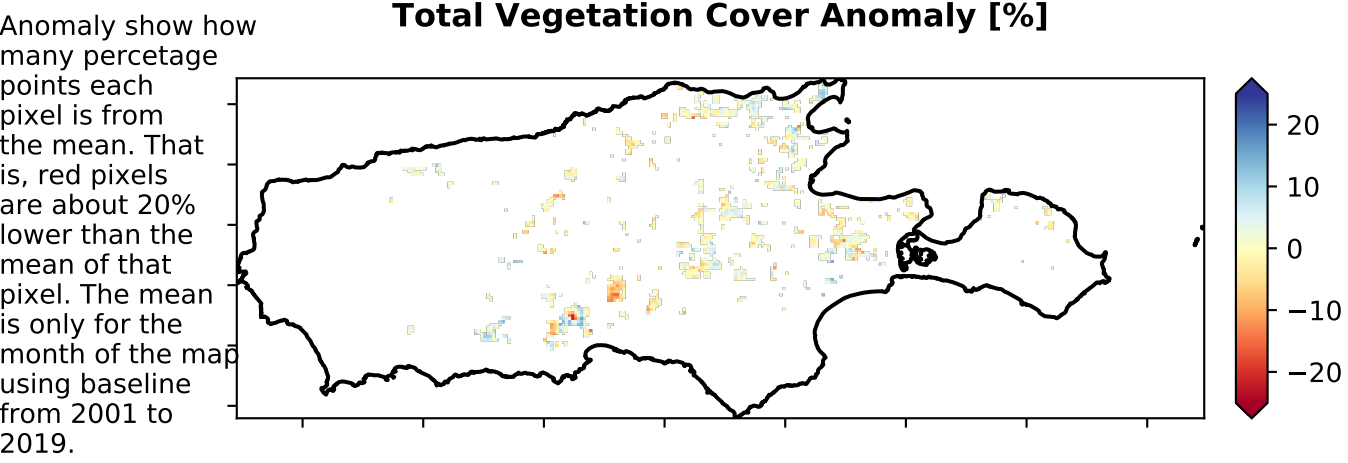 Total Vegetation Cover Anomaly [%]
Anomaly show how
many percetage
points each
pixel is from
the mean. That
is, red pixels
are about 20%
lower than the
mean of that
pixel. The mean
is only for the
month of the map
using baseline
from 2001 to
2019.
20
10
0
−10
−20